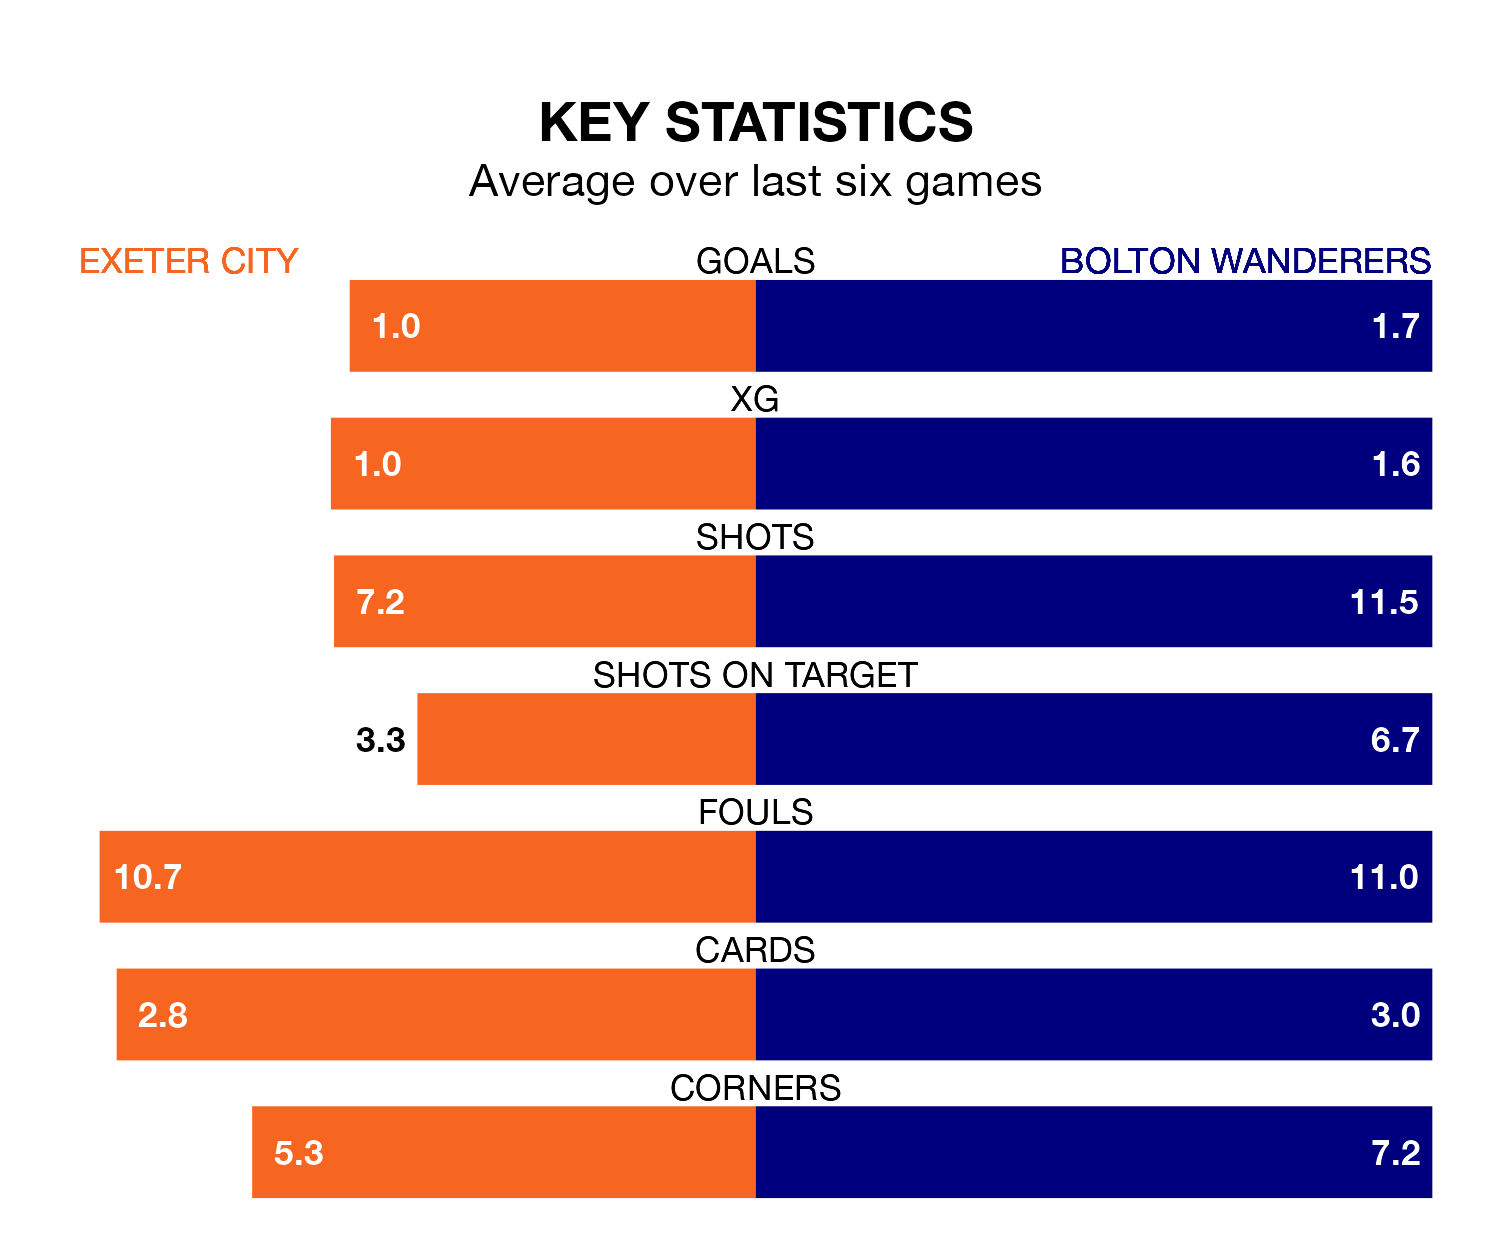 KEY STATISTICS
Average over last six games
EXETER CITY GOALS BOLTON WANDERERS
1.0 1.7
XG
1.0 1.6
SHOTS
7.2 11.5
SHOTS ON TARGET
3.3 6.7
FOULS
10.7 11.0
CARDS
2.8 3.0
CORNERS
5.3 7.2